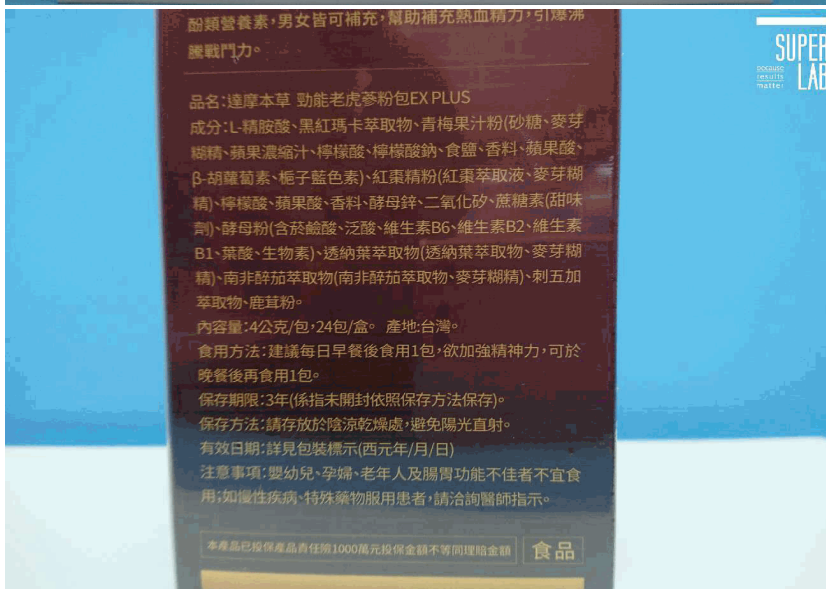 酚類營養素,男女皆可補充,幫助補充熱血精力,引爆沸
騰戰鬥力。
SUPER
LAB
because
results
matter
品名:達摩本草 勁能老虎蔘粉包EX PLUS
成分:L-精胺酸、黑紅瑪卡萃取物、青梅果汁粉(砂糖、麥芽
糊精、蘋果濃縮汁、檸檬酸、檸檬酸鈉、食鹽、香料、蘋果酸、
β-胡蘿蔔素、梔子藍色素)、紅棗精粉(紅棗萃取液、麥芽糊
精)、檸檬酸、蘋果酸、香料、酵母鋅、二氧化矽、蔗糖素(甜味
劑)、酵母粉(含菸鹼酸、泛酸、維生素B6、維生素B2、維生素
B1、葉酸、生物素)、透納葉萃取物(透納葉萃取物、麥芽糊
精)、南非醉茄萃取物(南非醉茄萃取物、麥芽糊精)、刺五加
萃取物、鹿茸粉。
內容量:4公克/包,24包/盒。 產地:台灣。
食用方法:建議每日早餐後食用1包,欲加強精神力,可於
晚餐後再食用1包。
保存期限:3年(係指未開封依照保存方法保存)。
保存方法:請存放於陰涼乾燥處,避免陽光直射。
有效日期:詳見包裝標示(西元年/月/日)
注意事項:嬰幼兒、孕婦、老年人及腸胃功能不佳者不宜食
用;如慢性疾病、特殊藥物服用患者,請洽詢醫師指示。
本產品已投保產品責任險1000萬元投保金額不等同理賠金額
食品